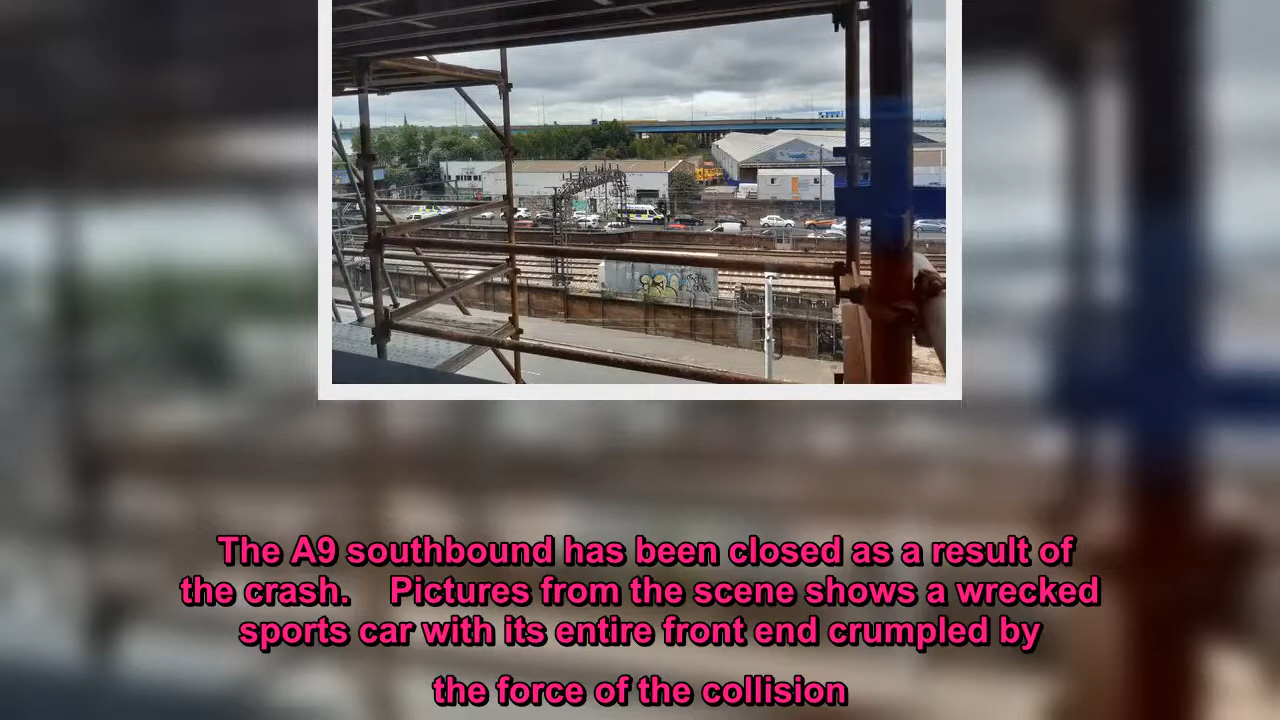 The A9 southbound has been closed as a result of
the crash. Pictures from the scene shows a wrecked
sports car with its entire front end crumpled by
the force of the collision